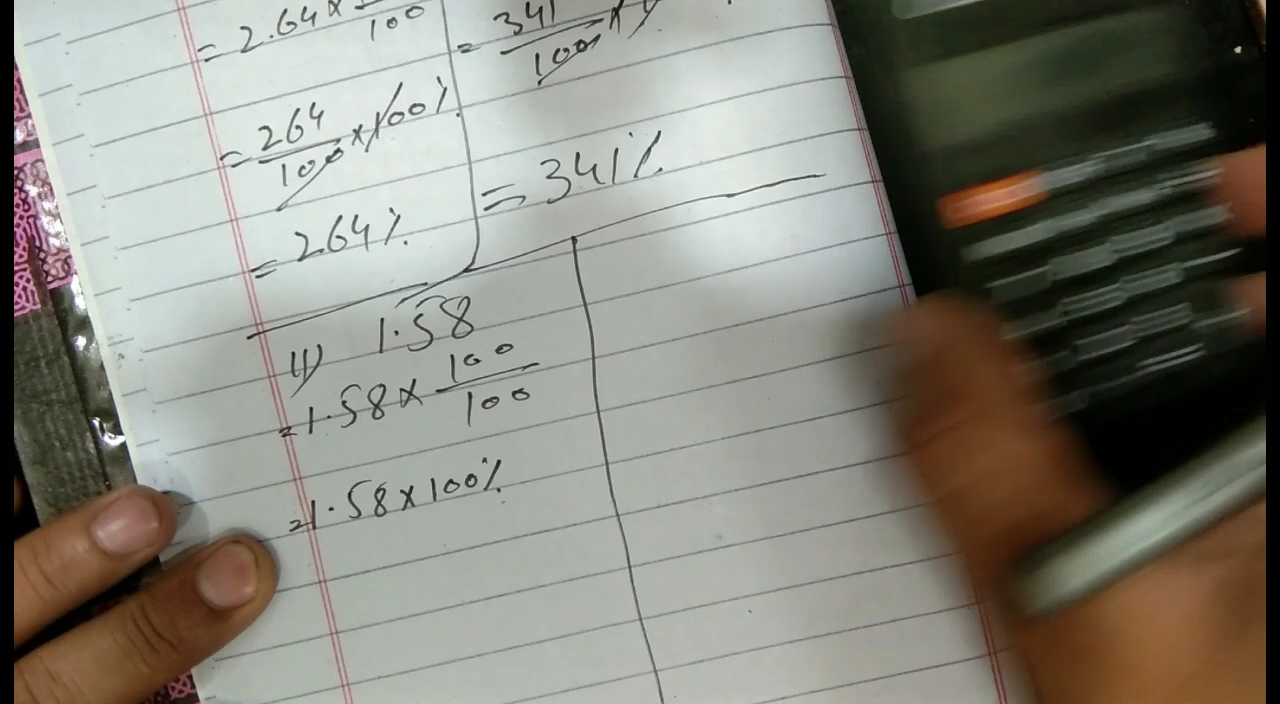 = 2.64 ×
100
= 264/100 × 100%
= 264%
= 341/100 ×
= 341%
11) 1.58
= 1.58 × 100/100
= 1.58 × 100%